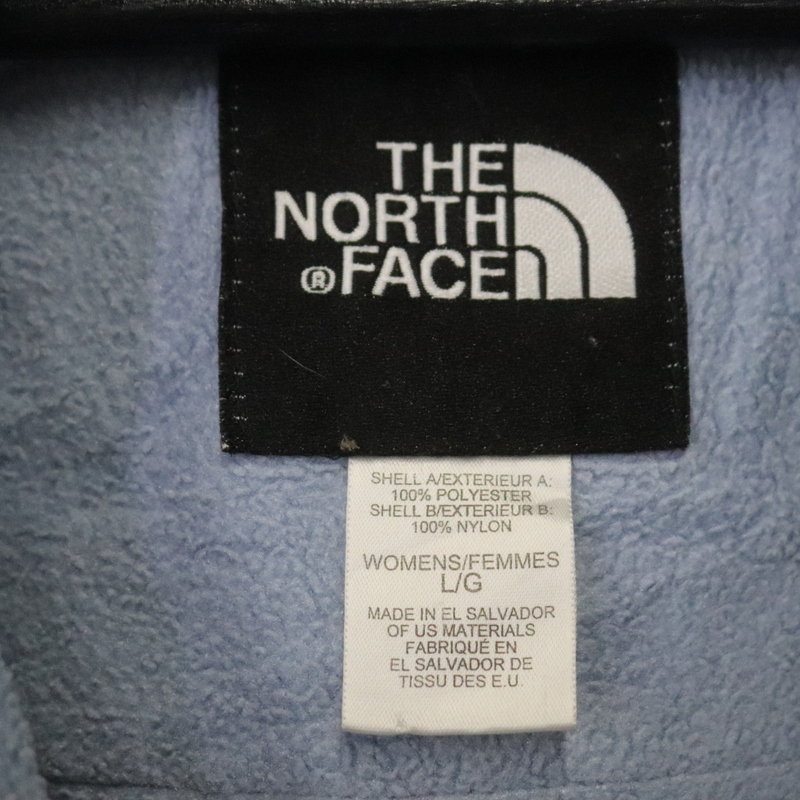 THE
NORTH
® FACE
SHELL A/EXTERIEUR A:
100% POLYESTER
SHELL B/EXTERIEUR B:
100% NYLON
WOMENS/FEMMES
L/G
MADE IN EL SALVADOR
OF US MATERIALS
FABRIQUÉ EN
EL SALVADOR DE
TISSU DES E.U.